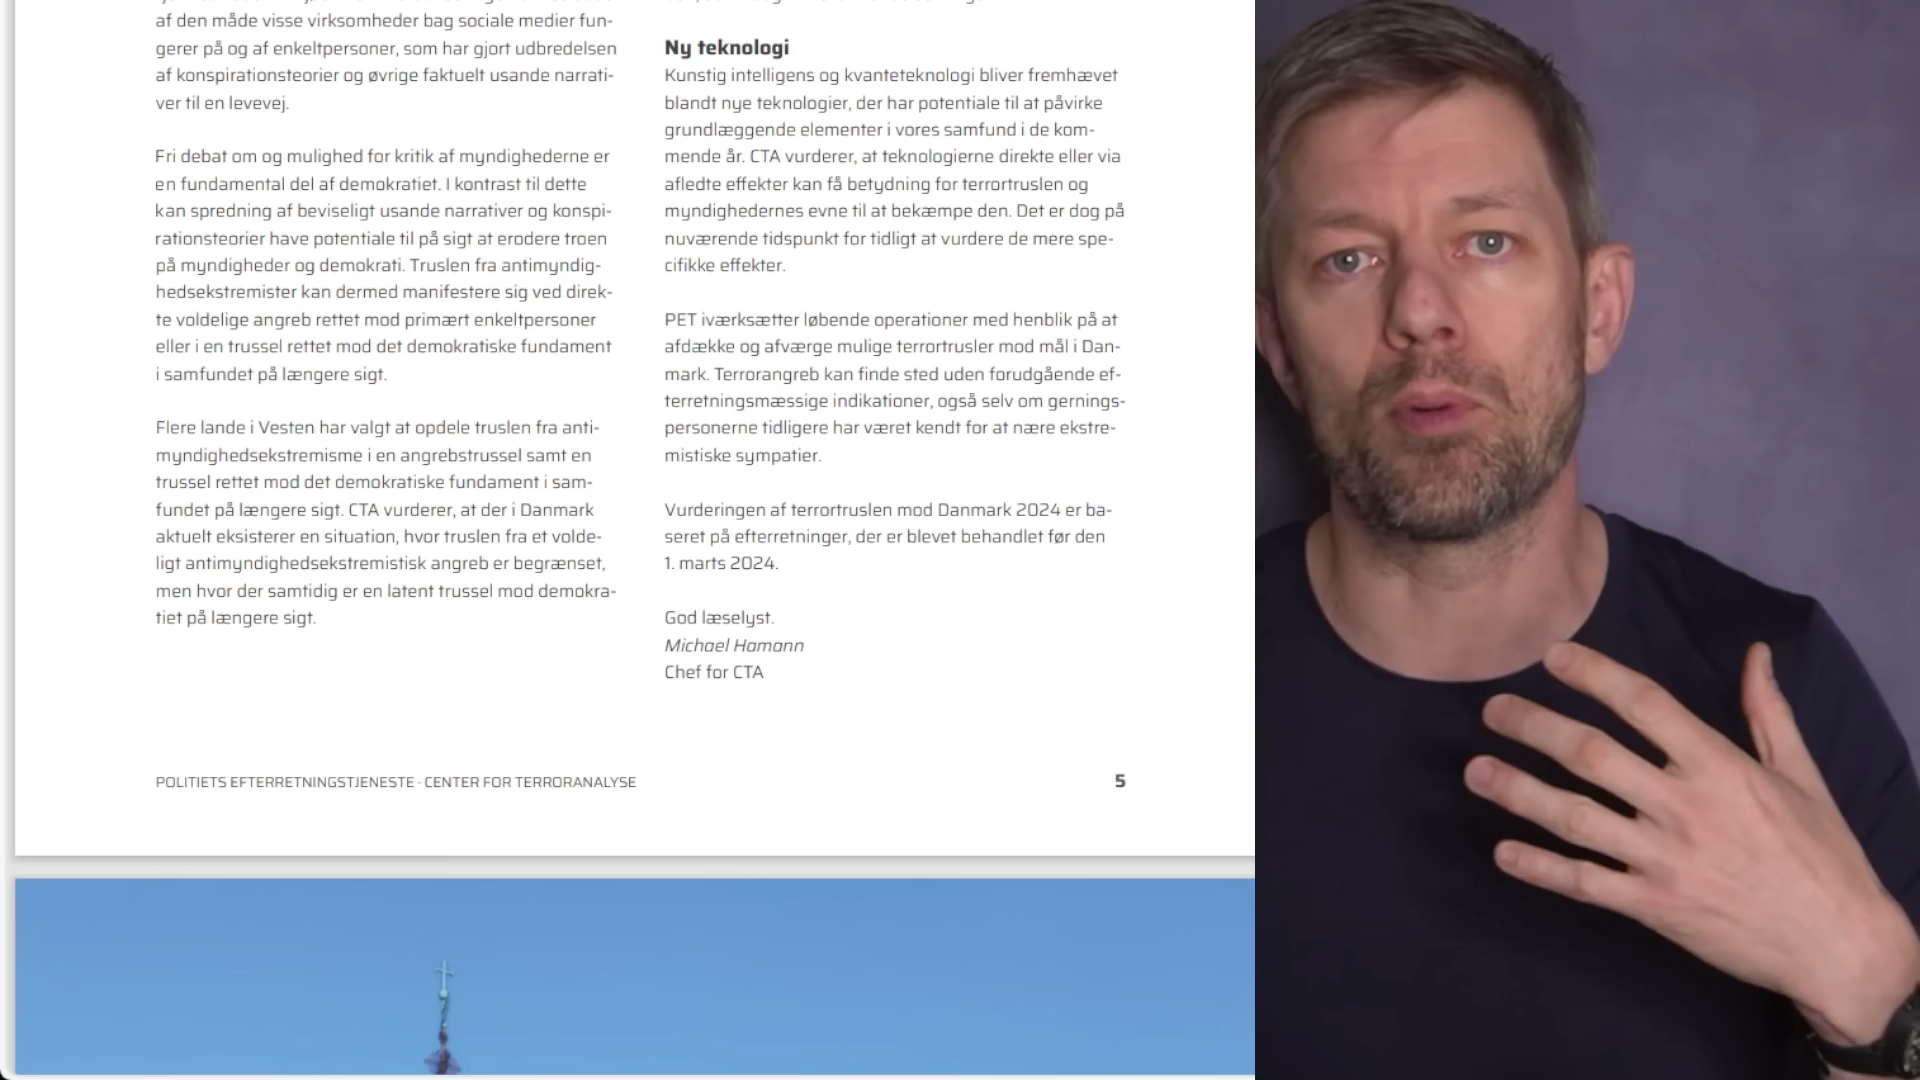 af den måde visse virksomheder bag sociale medier fun-
gerer på og af enkeltpersoner, som har gjort udbredelsen
af konspirationsteorier og øvrige faktuelt usande narrati-
ver til en levevej.
Fri debat om og mulighed for kritik af myndighederne er
en fundamental del af demokratiet. I kontrast til dette
kan spredning af beviseligt usande narrativer og konspi-
rationsteorier have potentiale til på sigt at erodere troen
på myndigheder og demokrati. Truslen fra antimyndig-
hedsekstremister kan dermed manifestere sig ved direk-
te voldelige angreb rettet mod primært enkeltpersoner
eller i en trussel rettet mod det demokratiske fundament
i samfundet på længere sigt.
Flere lande i Vesten har valgt at opdele truslen fra anti-
myndighedsekstremisme i en angrebstrussel samt en
trussel rettet mod det demokratiske fundament i sam-
fundet på længere sigt. CTA vurderer, at der i Danmark
aktuelt eksisterer en situation, hvor truslen fra et volde-
ligt antimyndighedsekstremistisk angreb er begrænset,
men hvor der samtidig er en latent trussel mod demokra-
tiet på længere sigt.
Ny teknologi
Kunstig intelligens og kvanteteknologi bliver fremhævet
blandt nye teknologier, der har potentiale til at påvirke
grundlæggende elementer i vores samfund i de kom-
mende år. CTA vurderer, at teknologierne direkte eller via
afledte effekter kan få betydning for terrortruslen og
myndighedernes evne til at bekæmpe den. Det er dog på
nuværende tidspunkt for tidligt at vurdere de mere spe-
cifikke effekter.
PET iværksætter løbende operationer med henblik på at
afdække og afværge mulige terrortrusler mod mål i Dan-
mark. Terrorangreb kan finde sted uden forudgående ef-
terretningsmæssige indikationer, også selv om gernings-
personerne tidligere har været kendt for at nære ekstre-
mistiske sympatier.
Vurderingen af terrortruslen mod Danmark 2024 er ba-
seret på efterretninger, der er blevet behandlet før den
1. marts 2024.
God læselyst.
Michael Hamann
Chef for CTA
POLITIETS EFTERRETNINGSTJENESTE · CENTER FOR TERRORANALYSE
5